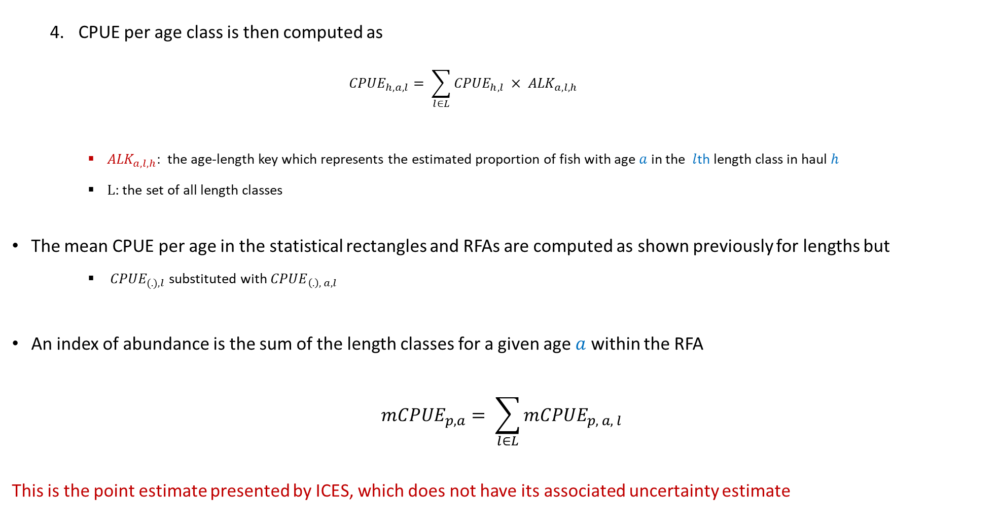 4. CPUE per age class is then computed as
CPUE_{h,a,l} = \sum_{l∈L} CPUE_{h,l} × ALK_{a,l,h}
▪ ALK_{a,l,h}: the age-length key which represents the estimated proportion of fish with age a in the lth length class in haul h
▪ L: the set of all length classes
• The mean CPUE per age in the statistical rectangles and RFAs are computed as shown previously for lengths but
▪ CPUE_{(.),l} substituted with CPUE_{(.), a,l}
• An index of abundance is the sum of the length classes for a given age a within the RFA
mCPUE_{p,a} = \sum_{l∈L} mCPUE_{p, a, l}
This is the point estimate presented by ICES, which does not have its associated uncertainty estimate